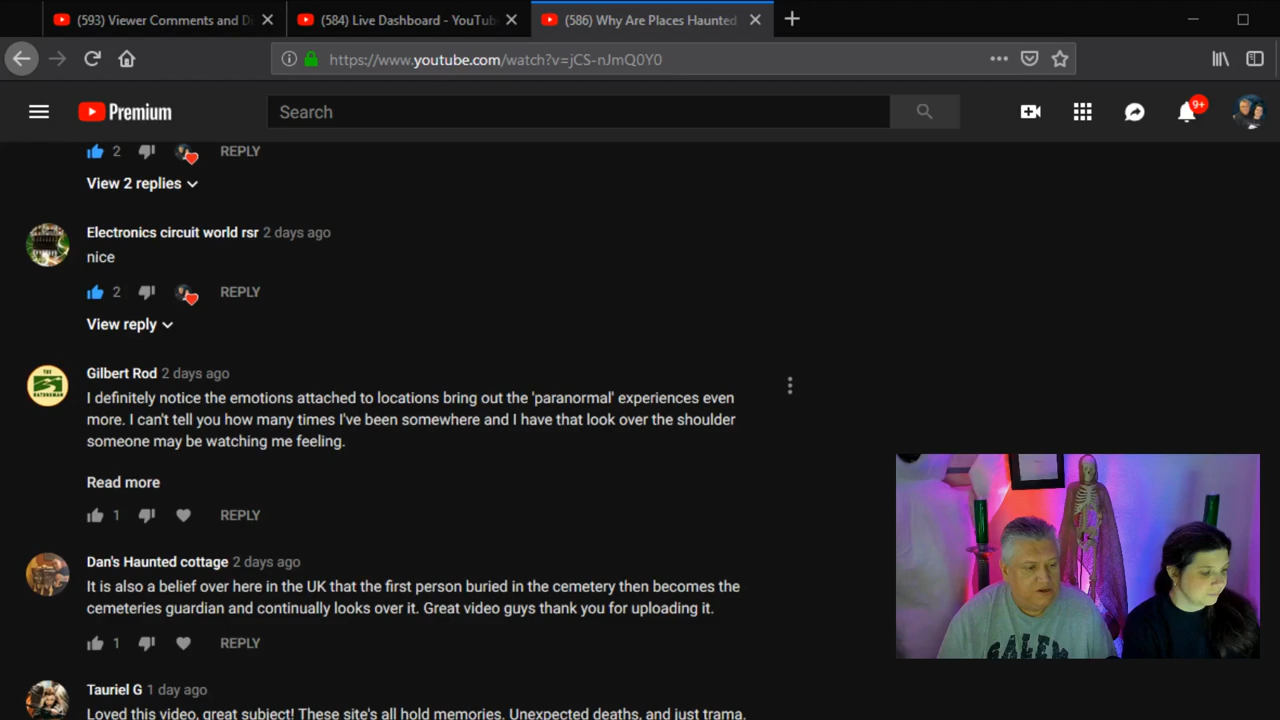 (593) Viewer Comments and Di
(584) Live Dashboard - YouTube
(586) Why Are Places Haunted
https://www.youtube.com/watch?v=jCS-nJmQ0Y0
Premium
Search
9+
2
REPLY
View 2 replies
Electronics circuit world rsr 2 days ago
nice
2
REPLY
View reply
Gilbert Rod 2 days ago
I definitely notice the emotions attached to locations bring out the 'paranormal' experiences even
more. I can't tell you how many times I've been somewhere and I have that look over the shoulder
someone may be watching me feeling.
Read more
1
REPLY
Dan's Haunted cottage 2 days ago
It is also a belief over here in the UK that the first person buried in the cemetery then becomes the
cemeteries guardian and continually looks over it. Great video guys thank you for uploading it.
1
REPLY
Tauriel G 1 day ago
Loved this video, great subject! These site's all hold memories. Unexpected deaths, and just trama.
THE
NATUREMAN
SALEM